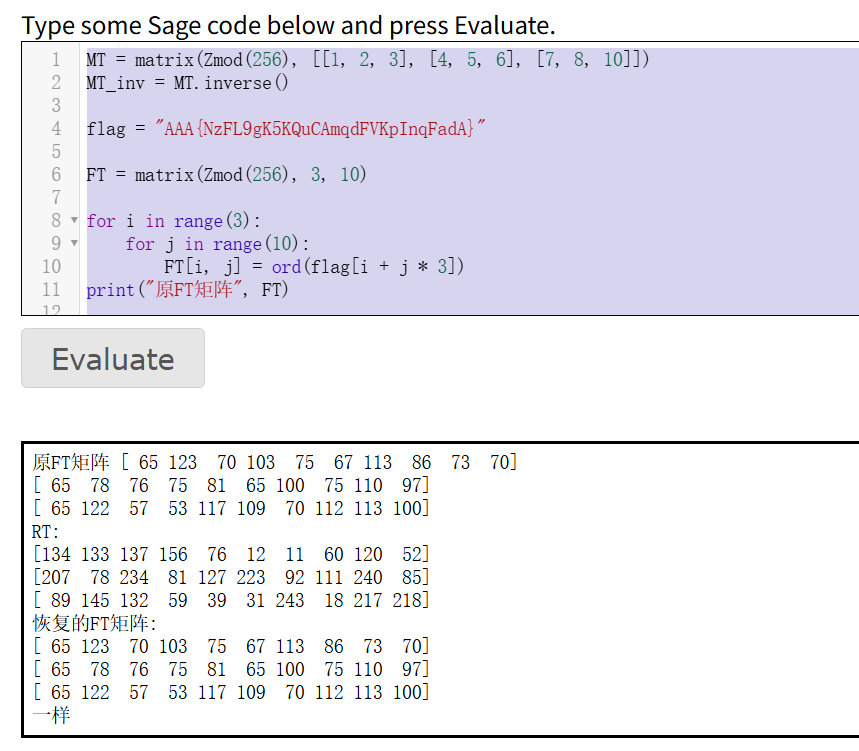 Type some Sage code below and press Evaluate.
1 MT = matrix(Zmod(256), [[1, 2, 3], [4, 5, 6], [7, 8, 10]])
2 MT_inv = MT.inverse()
3
4 flag = "AAA{NzFL9gK5KQuCAmqdFVKpInqFadA}"
5
6 FT = matrix(Zmod(256), 3, 10)
7
8 for i in range(3):
9 for j in range(10):
10 FT[i, j] = ord(flag[i + j * 3])
11 print("原FT矩阵", FT)
12
Evaluate
原FT矩阵 [ 65 123 70 103 75 67 113 86 73 70]
[ 65 78 76 75 81 65 100 75 110 97]
[ 65 122 57 53 117 109 70 112 113 100]
RT:
[134 133 137 156 76 12 11 60 120 52]
[207 78 234 81 127 223 92 111 240 85]
[ 89 145 132 59 39 31 243 18 217 218]
恢复的FT矩阵:
[ 65 123 70 103 75 67 113 86 73 70]
[ 65 78 76 75 81 65 100 75 110 97]
[ 65 122 57 53 117 109 70 112 113 100]
一样